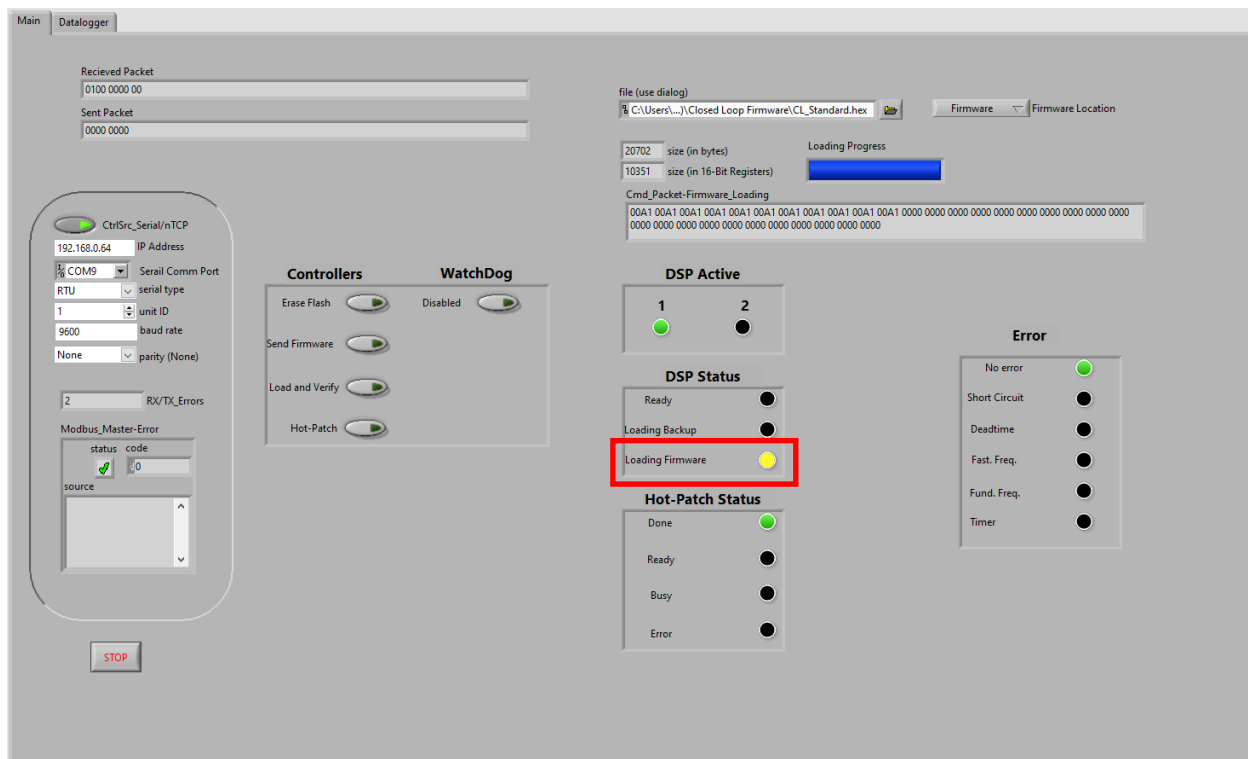 Main Datalogger
Recieved Packet
0100 0000 00
Sent Packet
0000 0000
file (use dialog)
C:\Users\...)\Closed Loop Firmware\CL_Standard.hex
Firmware Firmware Location
20702 size (in bytes)
10351 size (in 16-Bit Registers)
Loading Progress
Cmd_Packet-Firmware_Loading
00A1 00A1 00A1 00A1 00A1 00A1 00A1 00A1 00A1 00A1 00A1 0000 0000 0000 0000 0000 0000 0000 0000 0000 0000
0000 0000 0000 0000 0000 0000 0000 0000 0000 0000 0000
CtrlSrc_Serial/nTCP
192.168.0.64 IP Address
COM9 Serail Comm Port
RTU serial type
1 unit ID
9600 baud rate
None parity (None)
2 RX/TX_Errors
Modbus_Master-Error
status code
0
source
STOP
Controllers WatchDog
Erase Flash Disabled
Send Firmware
Load and Verify
Hot-Patch
DSP Active
1 2
DSP Status
Ready
Loading Backup
Loading Firmware
Hot-Patch Status
Done
Ready
Busy
Error
Error
No error
Short Circuit
Deadtime
Fast. Freq.
Fund. Freq.
Timer